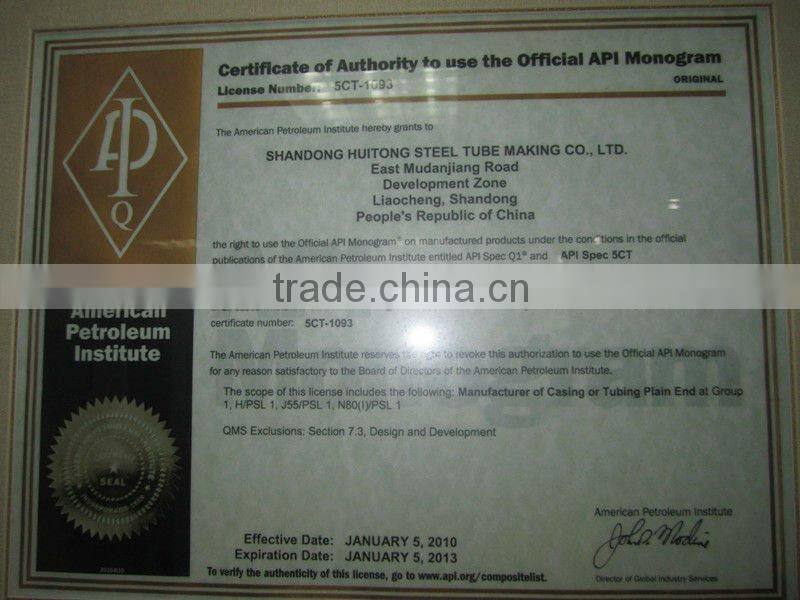 API
Q
American
Petroleum
Institute
SEAL
Certificate of Authority to use the Official API Monogram
License Number: 5CT-1093
ORIGINAL
The American Petroleum Institute hereby grants to
SHANDONG HUITONG STEEL TUBE MAKING CO., LTD.
East Mudanjiang Road
Development Zone
Liaocheng, Shandong
People's Republic of China
the right to use the Official API Monogram® on manufactured products under the conditions in the official
publications of the American Petroleum Institute entitled API Spec Q1® and API Spec 5CT
trade.china.cn
certificate number: 5CT-1093
The American Petroleum Institute reserves the right to revoke this authorization to use the Official API Monogram
for any reason satisfactory to the Board of Directors of the American Petroleum Institute.
The scope of this license includes the following: Manufacturer of Casing or Tubing Plain End at Group
1, H/PSL 1, J55/PSL 1, N80(I)/PSL 1
QMS Exclusions: Section 7.3, Design and Development
American Petroleum Institute
Effective Date: JANUARY 5, 2010
Expiration Date: JANUARY 5, 2013
To verify the authenticity of this license, go to www.api.org/compositelist.
Director of Global Industry Services